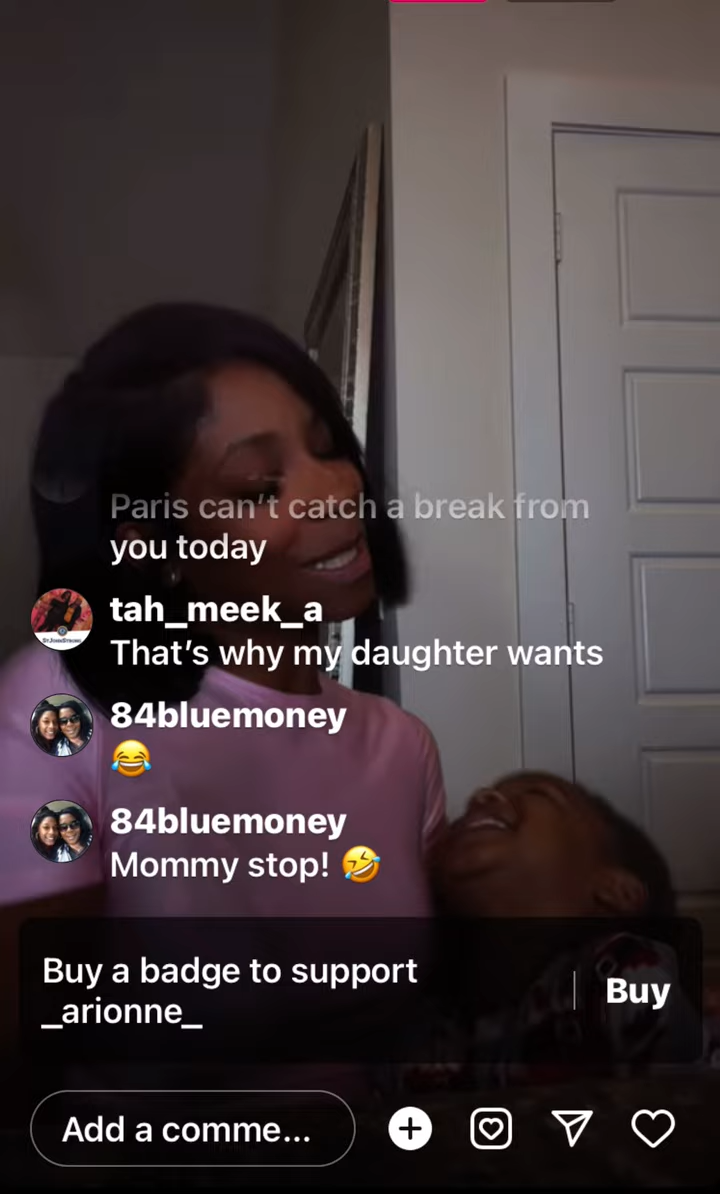 Paris can't catch a break from
you today
tah_meek_a
That's why my daughter wants
84bluemoney
😂
84bluemoney
Mommy stop! 🤣
Buy a badge to support
_arionne_
Buy
Add a comme...